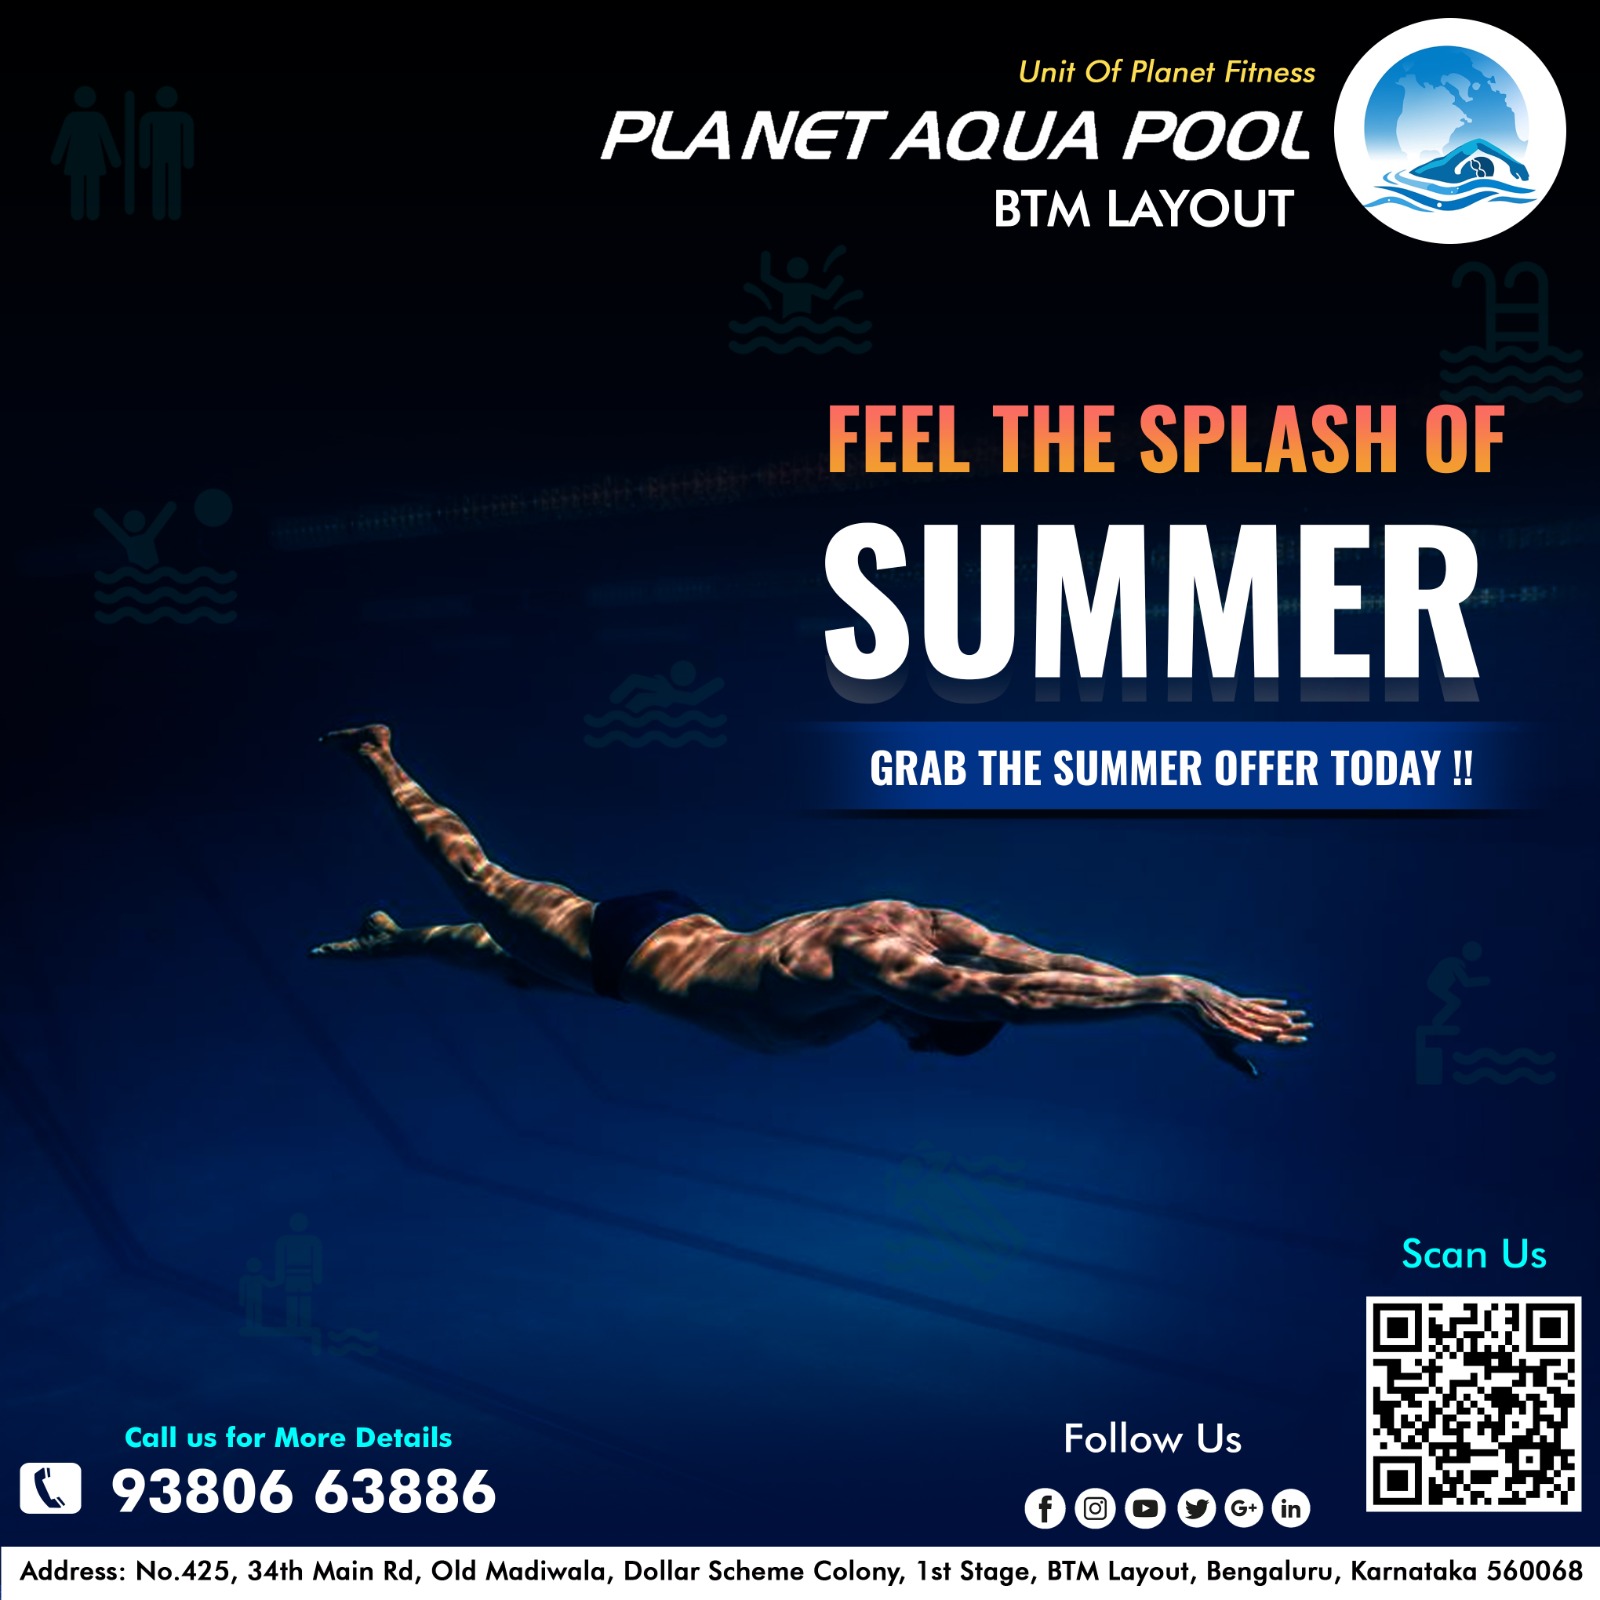 Unit Of Planet Fitness
PLANET AQUA POOL
BTM LAYOUT
FEEL THE SPLASH OF
SUMMER
GRAB THE SUMMER OFFER TODAY !!
Scan Us
Call us for More Details
93806 63886
Follow Us
Address: No.425, 34th Main Rd, Old Madiwala, Dollar Scheme Colony, 1st Stage, BTM Layout, Bengaluru, Karnataka 560068